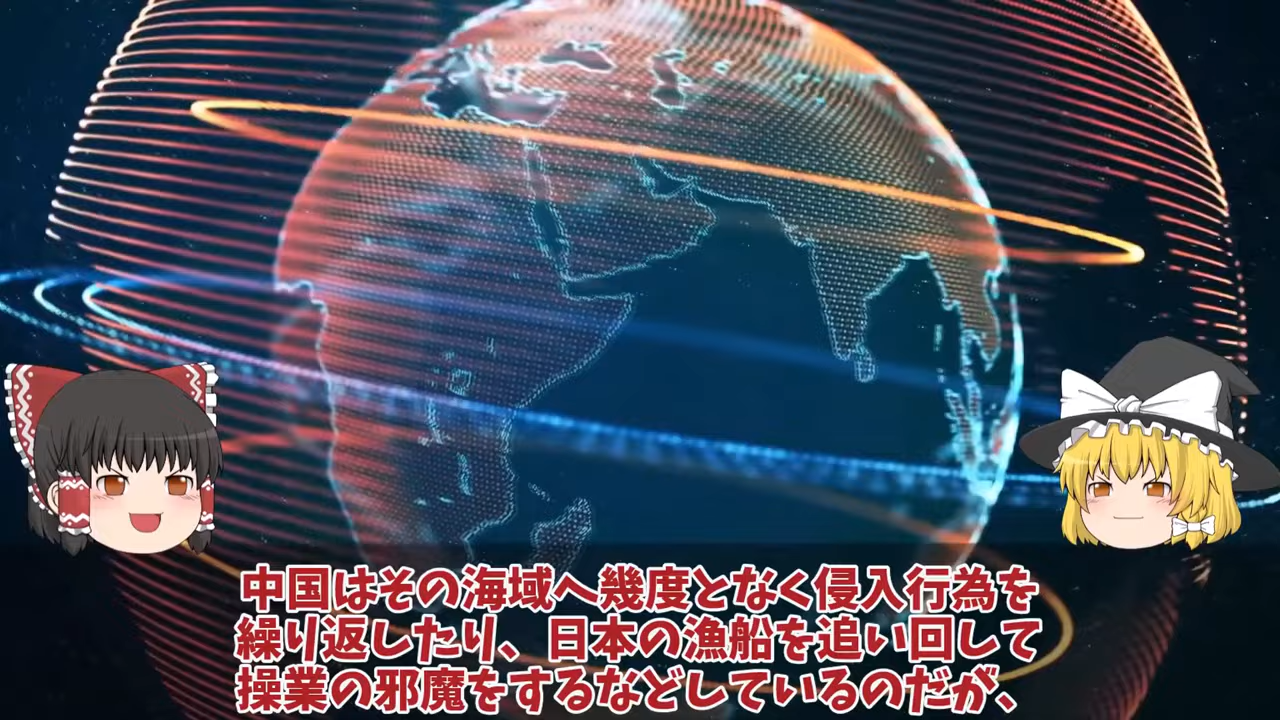 中国はその海域へ幾度となく侵入行為を
繰り返したり、日本の漁船を追い回して
操業の邪魔をするなどしているのだが、